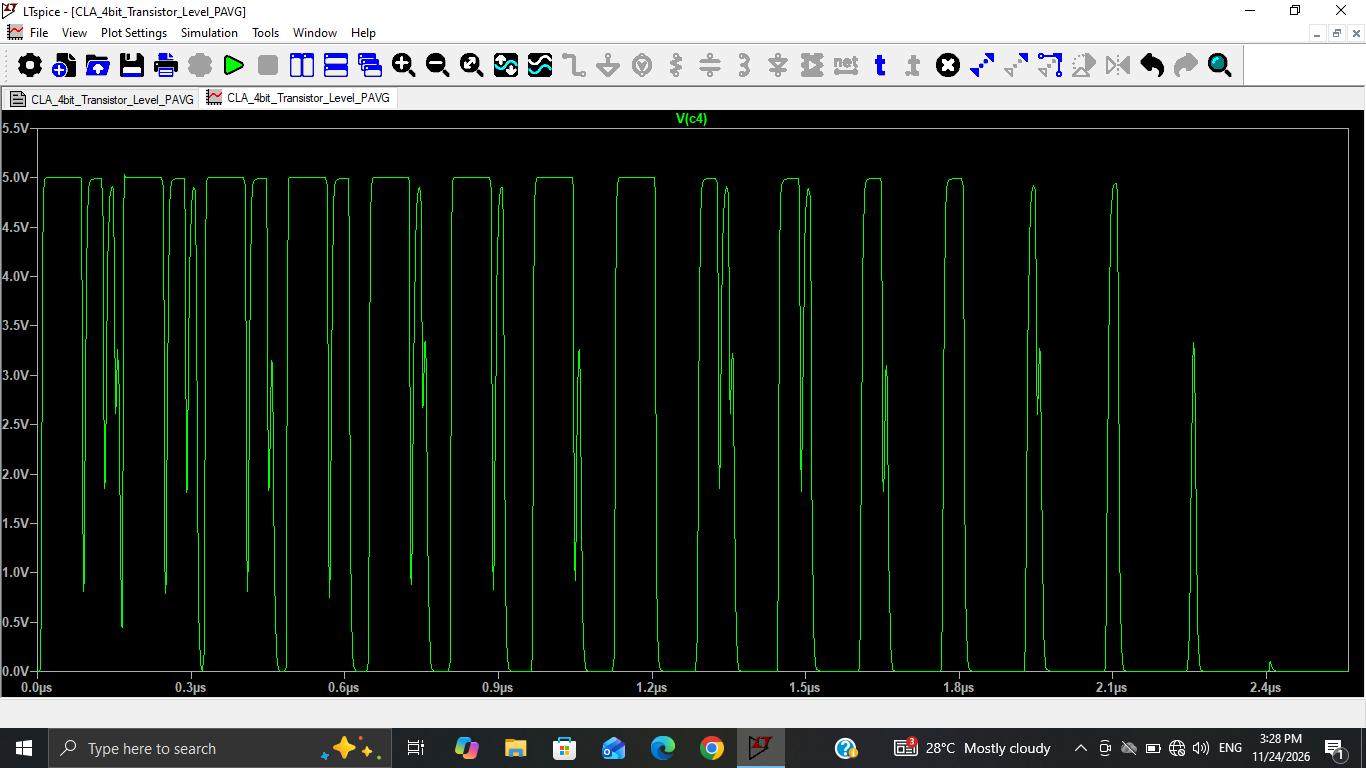 LTspice - [CLA_4bit_Transistor_Level_PAVG]
File View Plot Settings Simulation Tools Window Help
CLA_4bit_Transistor_Level_PAVG CLA_4bit_Transistor_Level_PAVG
V(c4)
5.5V
5.0V
4.5V
4.0V
3.5V
3.0V
2.5V
2.0V
1.5V
1.0V
0.5V
0.0V
0.0µs 0.3µs 0.6µs 0.9µs 1.2µs 1.5µs 1.8µs 2.1µs 2.4µs
Type here to search
3
28°C Mostly cloudy
ENG
3:28 PM
11/24/2026
1